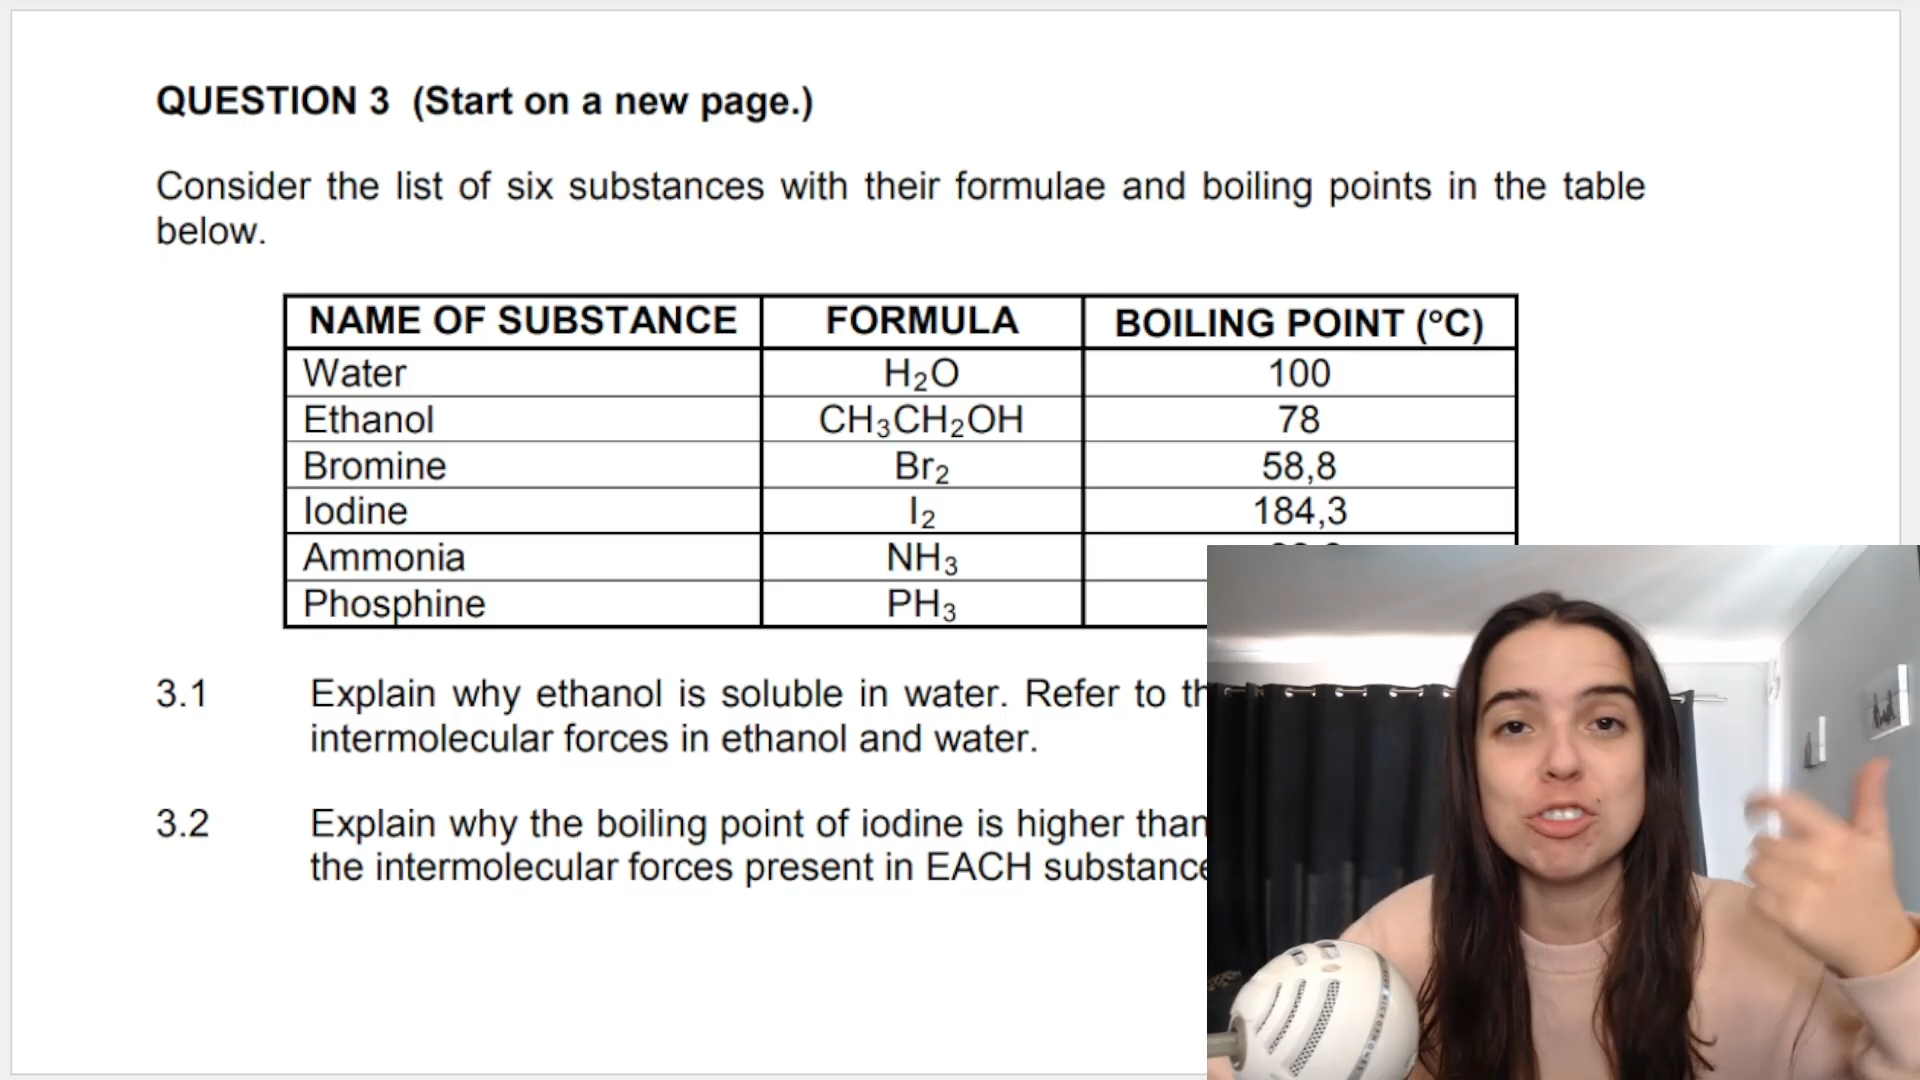 QUESTION 3 (Start on a new page.)
Consider the list of six substances with their formulae and boiling points in the table
below.
NAME OF SUBSTANCE FORMULA BOILING POINT (°C)
Water H₂O 100
Ethanol CH₃CH₂OH 78
Bromine Br₂ 58,8
Iodine I₂ 184,3
Ammonia NH₃
Phosphine PH₃
3.1 Explain why ethanol is soluble in water. Refer to
intermolecular forces in ethanol and water.
3.2 Explain why the boiling point of iodine is higher than
the intermolecular forces present in EACH substance